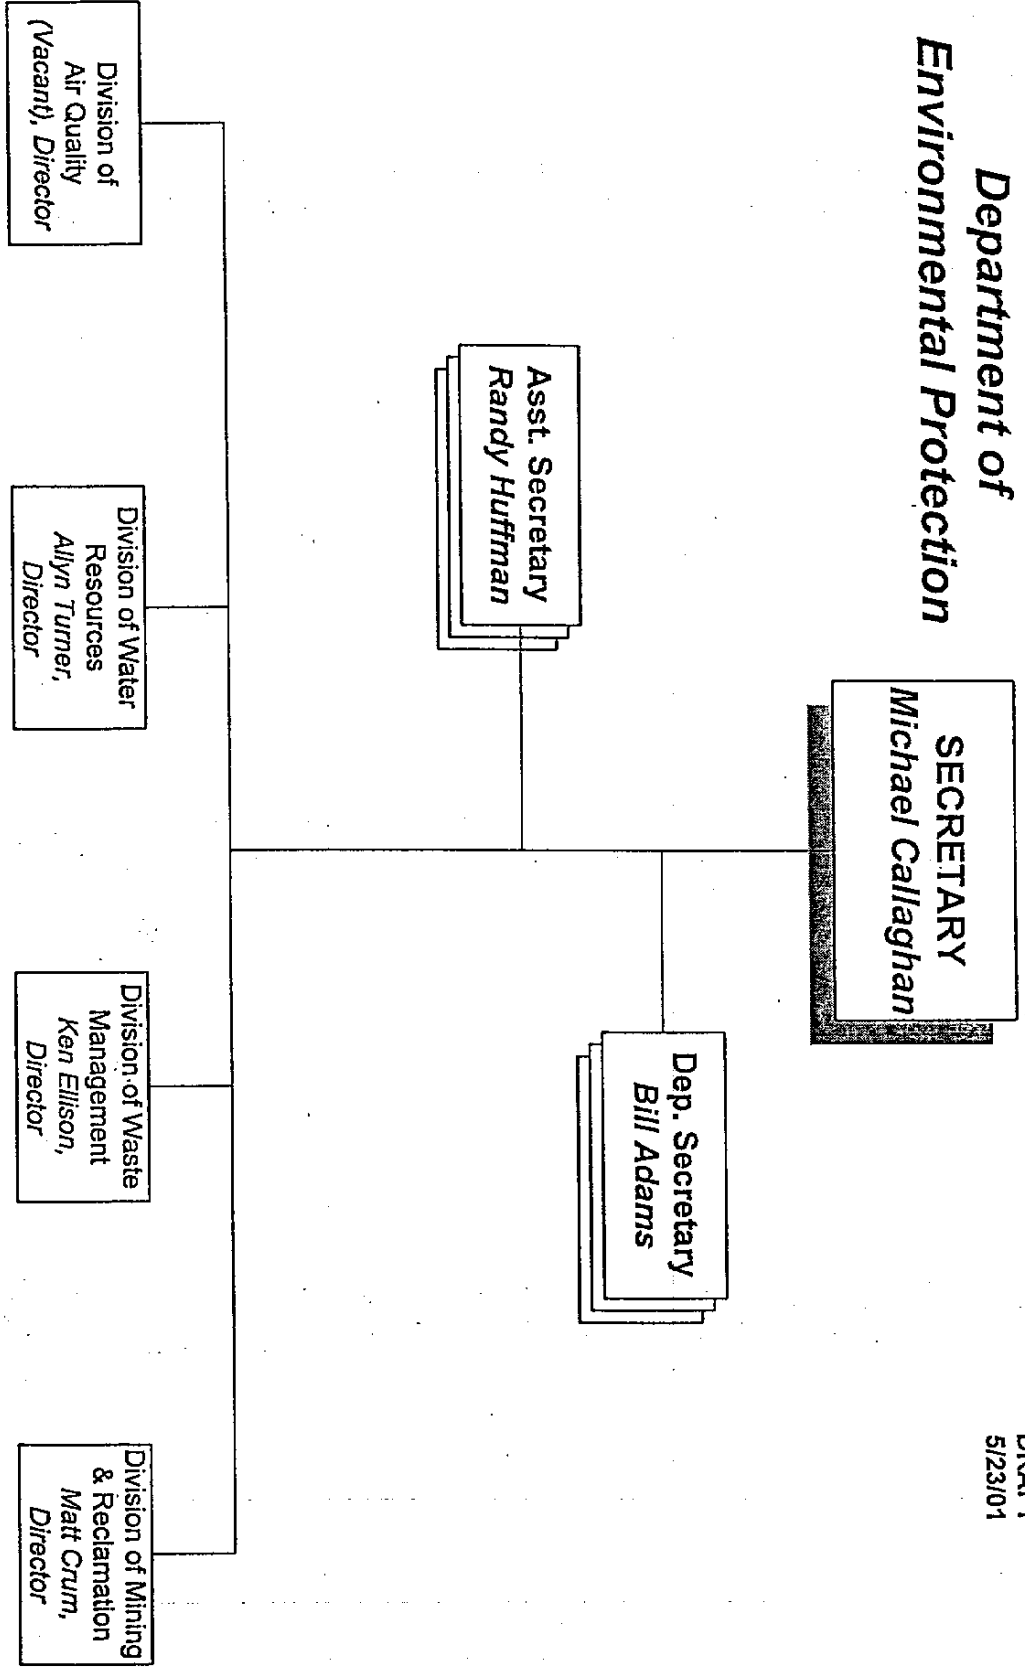 Department of
Environmental Protection
DRAFT
5/23/01
SECRETARY
Michael Callaghan
Dep. Secretary
Bill Adams
Asst. Secretary
Randy Huffman
Division of
Air Quality
(Vacant), Director
Division of Water
Resources
Allyn Turner,
Director
Division of Waste
Management
Ken Ellison,
Director
Division of Mining
& Reclamation
Matt Crum,
Director